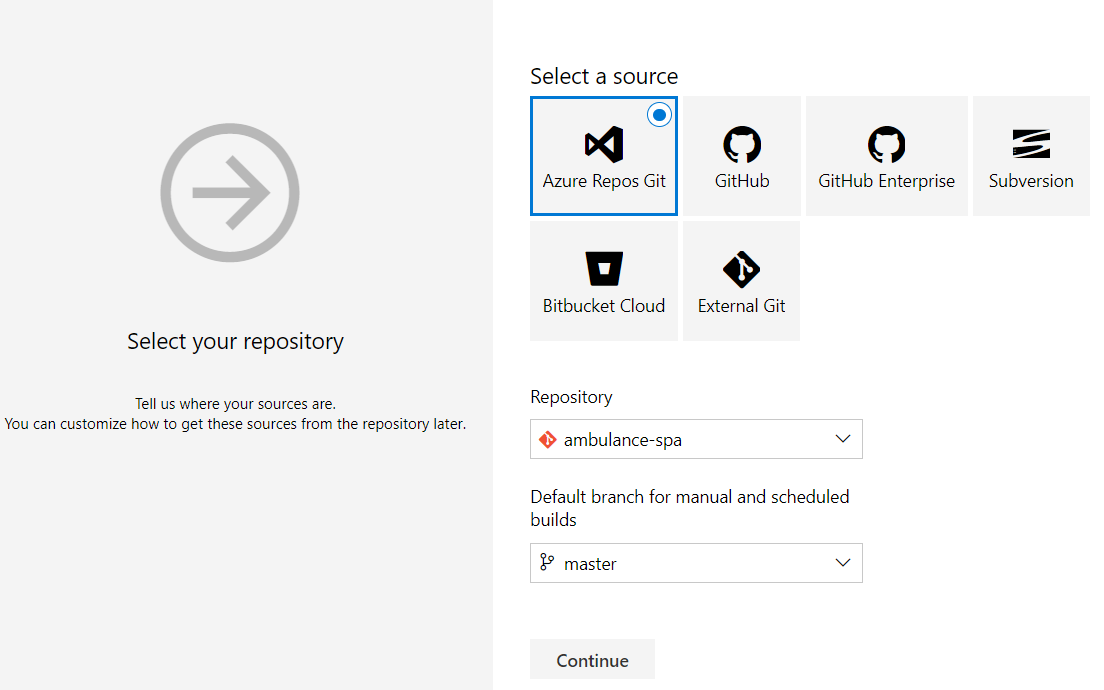 Select your repository
Tell us where your sources are.
You can customize how to get these sources from the repository later.
Select a source
Azure Repos Git
GitHub
GitHub Enterprise
Subversion
Bitbucket Cloud
External Git
Repository
ambulance-spa
Default branch for manual and scheduled
builds
master
Continue